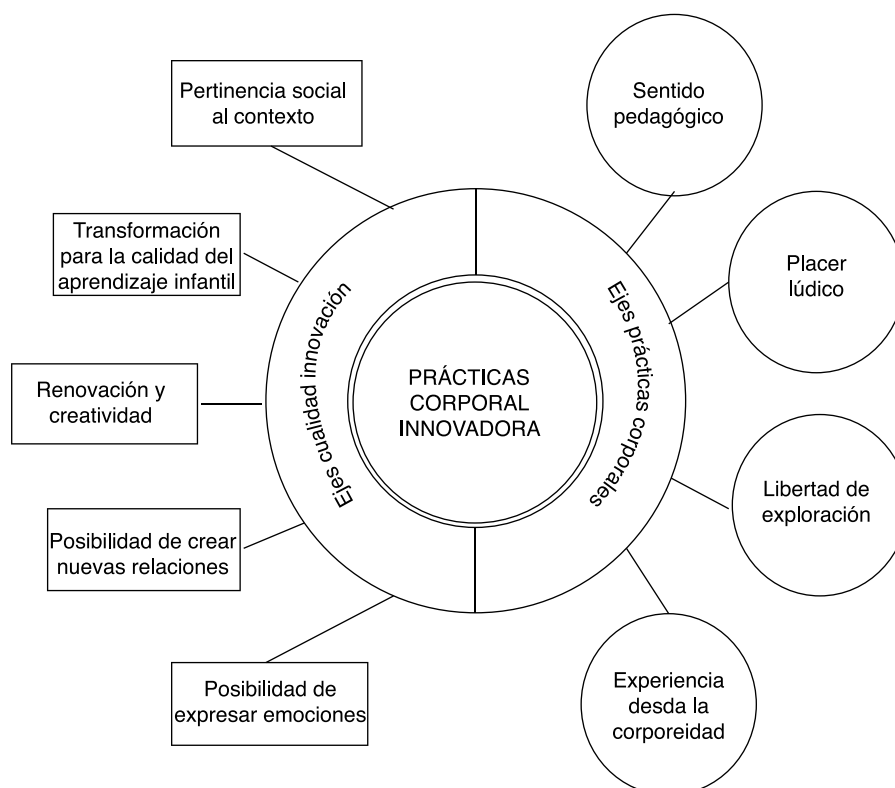 Pertinencia social
al contexto
Transformación
para la calidad del
aprendizaje infantil
Renovación y
creatividad
Posibilidad de crear
nuevas relaciones
Posibilidad de
expresar emociones
Ejes cualidad innovación
PRÁCTICAS
CORPORAL
INNOVADORA
Ejes prácticas corporales
Sentido
pedagógico
Placer
lúdico
Libertad de
exploración
Experiencia
desda la
corporeidad